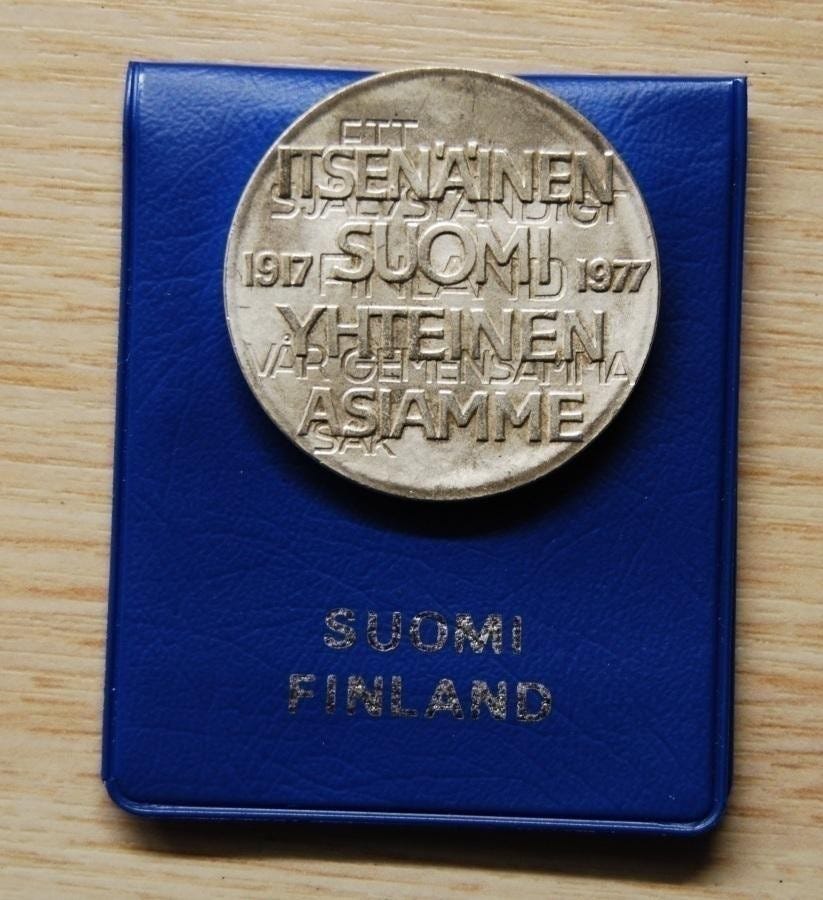 ETT
ITSENÄINEN
SJÄLVSTÄNDIGT
SUOMI
1917 1977
FINLAND
YHTEINEN
VÅR GEMENSAMMA
ASIAMME
SAK
SUOMI
FINLAND